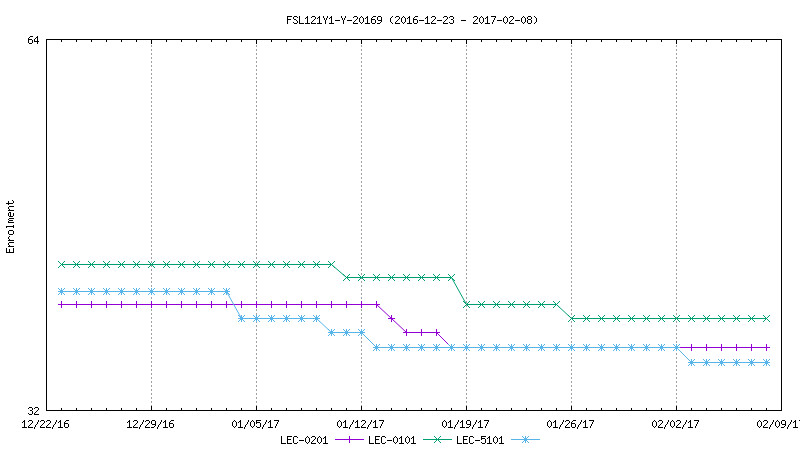 FSL121Y1-Y-20169 (2016-12-23 - 2017-02-08)
64
Enrolment
32
12/22/16 12/29/16 01/05/17 01/12/17 01/19/17 01/26/17 02/02/17 02/09/1
LEC-0201 LEC-0101 LEC-5101